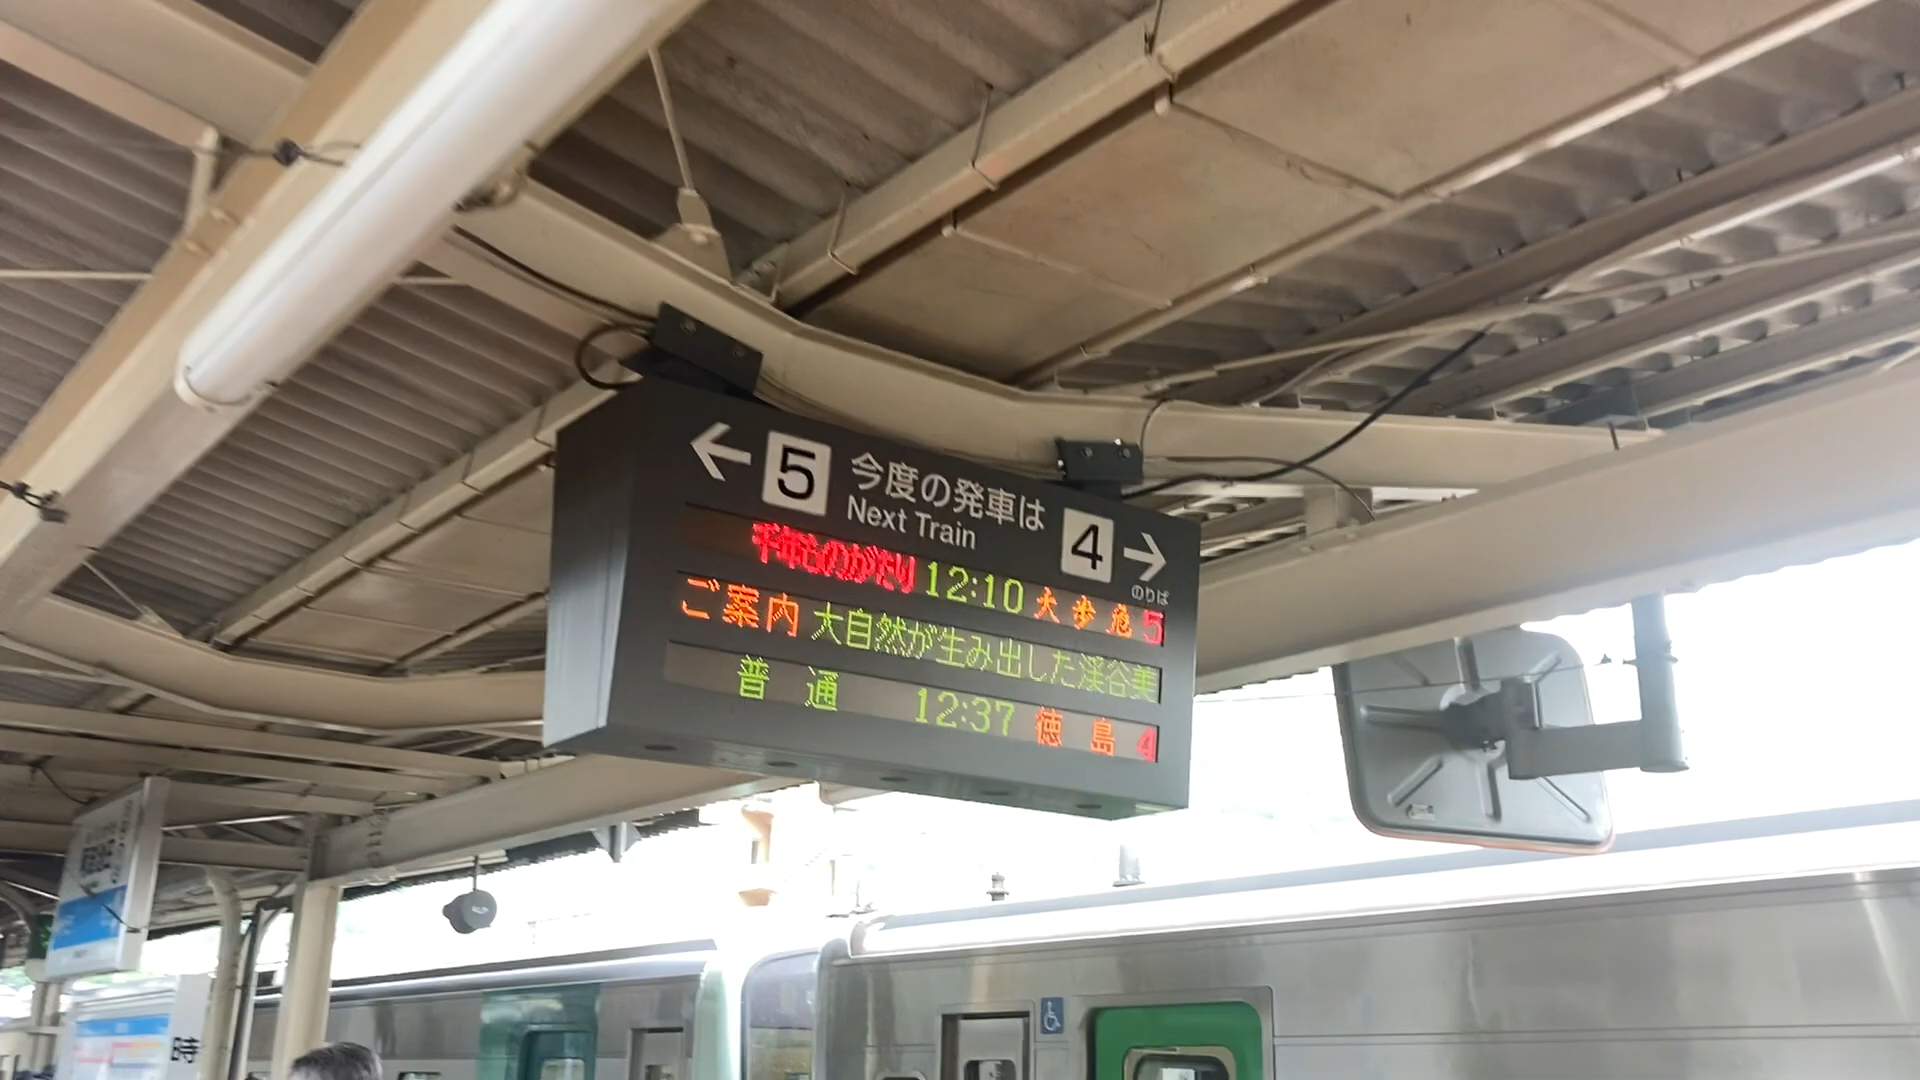 ← 5 今度の発車は 4 →
Next Train
のりば
千年ものがたり 12:10 大歩危 5
ご案内 大自然が生み出した渓谷美
普通 12:37 徳島 4
時